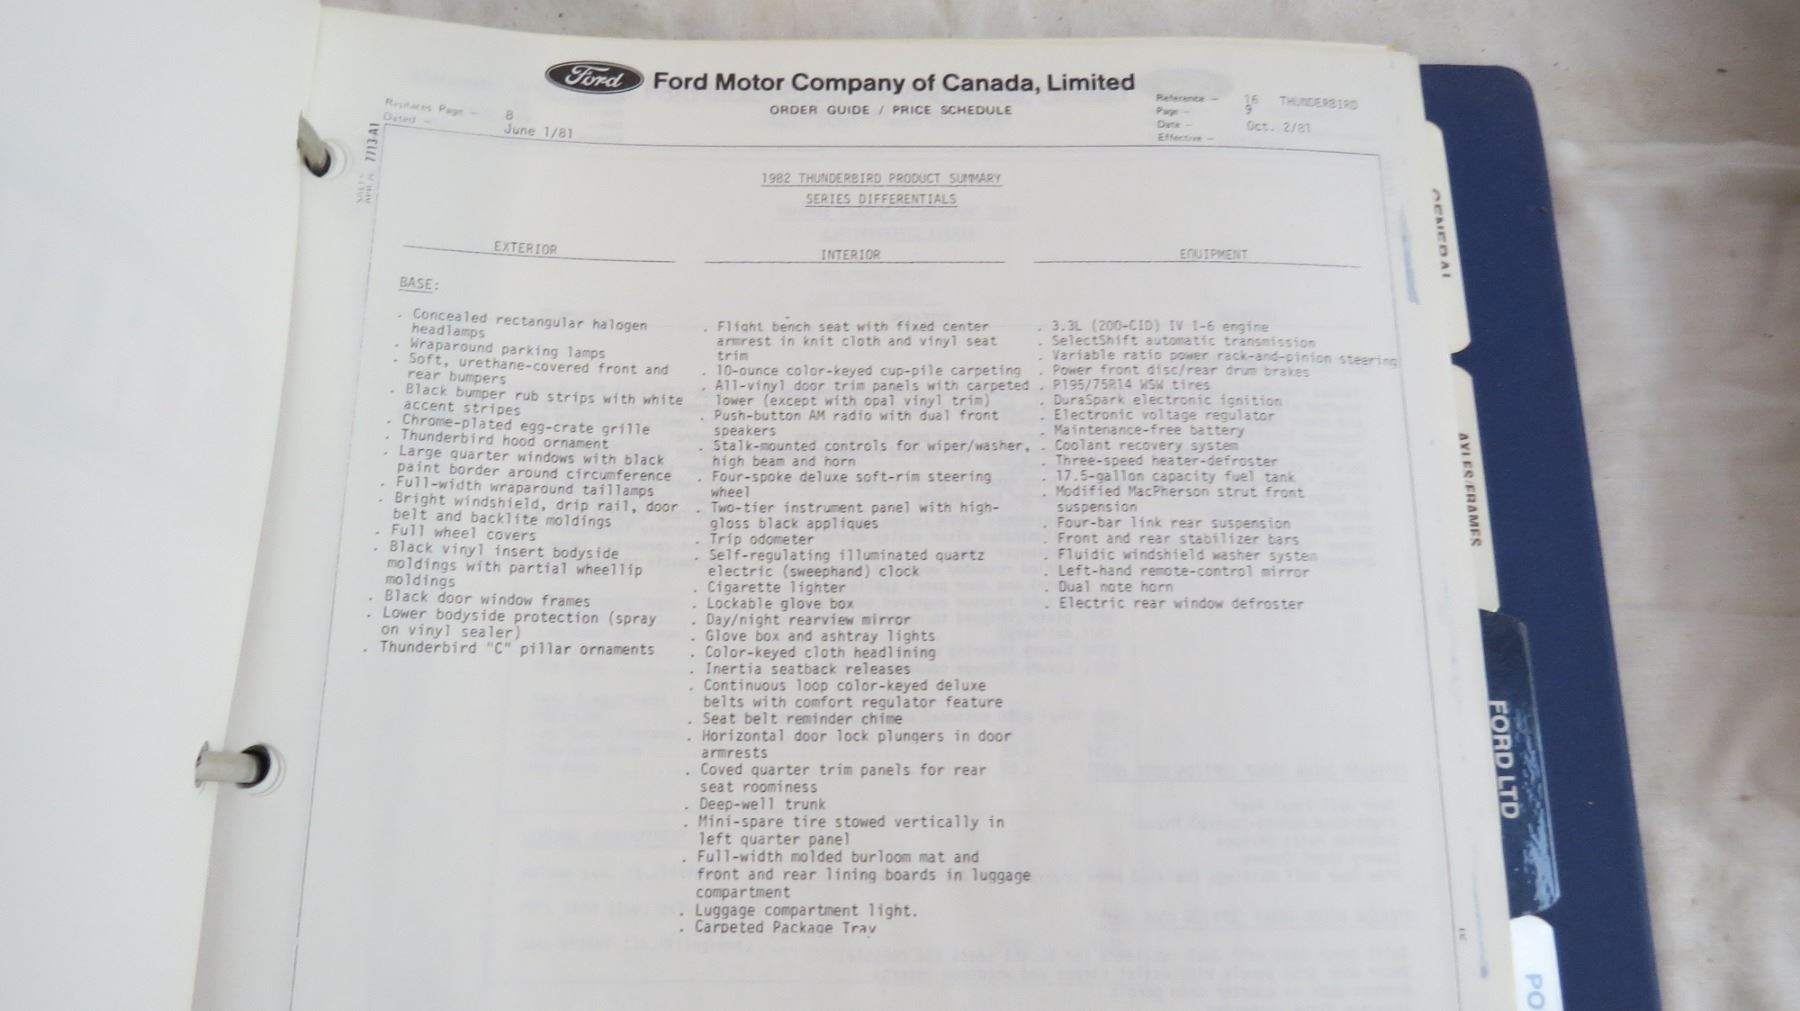 Ford
Ford Motor Company of Canada, Limited
ORDER GUIDE / PRICE SCHEDULE
Replaces Page — 8
Dated — June 1/81
Reference — 16 THUNDERBIRD
Page — 9
Date — Oct. 2/81
Effective —
7713-A1
1982 THUNDERBIRD PRODUCT SUMMARY
SERIES DIFFERENTIALS
EXTERIOR
BASE:
. Concealed rectangular halogen
headlamps
. Wraparound parking lamps
. Soft, urethane-covered front and
rear bumpers
. Black bumper rub strips with white
accent stripes
. Chrome-plated egg-crate grille
. Thunderbird hood ornament
. Large quarter windows with black
paint border around circumference
. Full-width wraparound taillamps
. Bright windshield, drip rail, door
belt and backlite moldings
. Full wheel covers
. Black vinyl insert bodyside
moldings with partial wheellip
moldings
. Black door window frames
. Lower bodyside protection (spray
on vinyl sealer)
. Thunderbird "C" pillar ornaments
INTERIOR
. Flight bench seat with fixed center
armrest in knit cloth and vinyl seat
trim
. 10-ounce color-keyed cup-pile carpeting
. All-vinyl door trim panels with carpeted
lower (except with opal vinyl trim)
. Push-button AM radio with dual front
speakers
. Stalk-mounted controls for wiper/washer,
high beam and horn
. Four-spoke deluxe soft-rim steering
wheel
. Two-tier instrument panel with high-
gloss black appliques
. Trip odometer
. Self-regulating illuminated quartz
electric (sweephand) clock
. Cigarette lighter
. Lockable glove box
. Day/night rearview mirror
. Glove box and ashtray lights
. Color-keyed cloth headlining
. Inertia seatback releases
. Continuous loop color-keyed deluxe
belts with comfort regulator feature
. Seat belt reminder chime
. Horizontal door lock plungers in door
armrests
. Coved quarter trim panels for rear
seat roominess
. Deep-well trunk
. Mini-spare tire stowed vertically in
left quarter panel
. Full-width molded burloom mat and
front and rear lining boards in luggage
compartment
. Luggage compartment light.
. Carpeted Package Tray
EQUIPMENT
. 3.3L (200-CID) IV I-6 engine
. SelectShift automatic transmission
. Variable ratio power rack-and-pinion steering
. Power front disc/rear drum brakes
. P195/75R14 WSW tires
. DuraSpark electronic ignition
. Electronic voltage regulator
. Maintenance-free battery
. Coolant recovery system
. Three-speed heater-defroster
. 17.5-gallon capacity fuel tank
. Modified MacPherson strut front
suspension
. Four-bar link rear suspension
. Front and rear stabilizer bars
. Fluidic windshield washer system
. Left-hand remote-control mirror
. Dual note horn
. Electric rear window defroster
GENERAL
AXLES/FRAMES
FORD LTD
PO